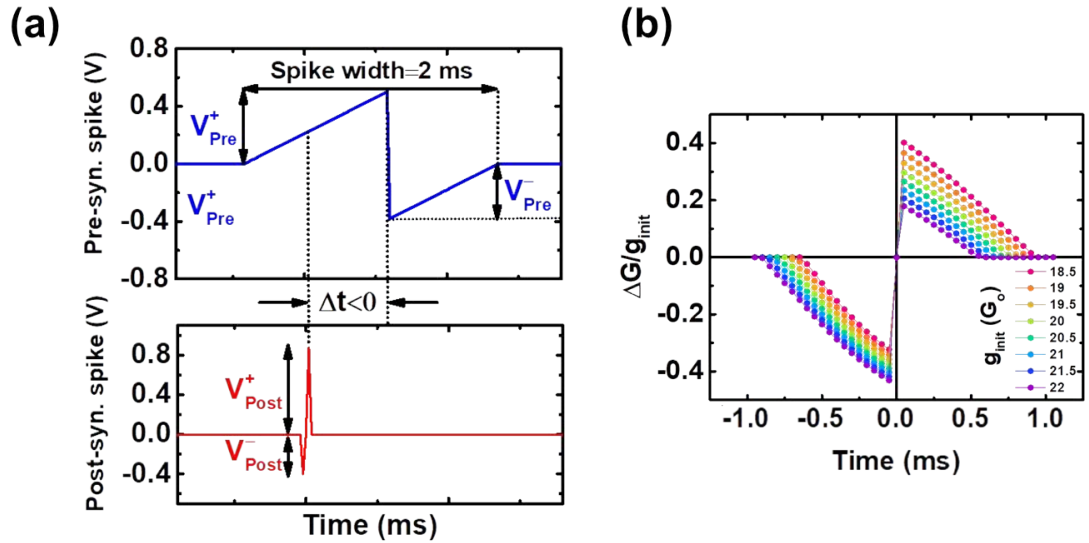 (a)
Pre-syn. spike (V)
0.8
0.4
0.0
-0.4
-0.8
Spike width=2 ms
V+Pre
V+Pre
V-Pre
Δt<0
Post-syn. spike (V)
0.8
0.4
0.0
-0.4
V+Post
V-Post
Time (ms)
(b)
ΔG/ginit
0.4
0.2
0.0
-0.2
-0.4
-1.0 -0.5 0.0 0.5 1.0
Time (ms)
ginit (Go)
18.5
19
19.5
20
20.5
21
21.5
22